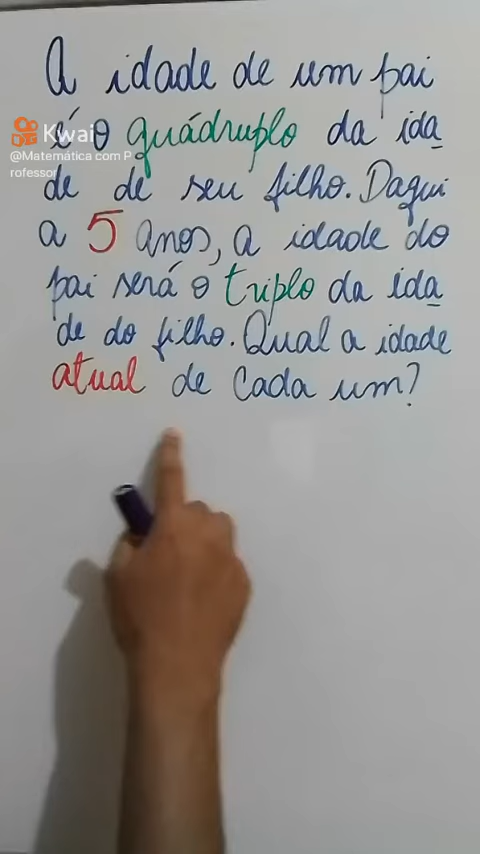 A idade de um pai
é o quádruplo da ida
de de seu filho. Daqui
a 5 anos, a idade do
pai será o triplo da ida
de do filho. Qual a idade
atual de cada um?
Kwai
@Matemática com P
rofessor